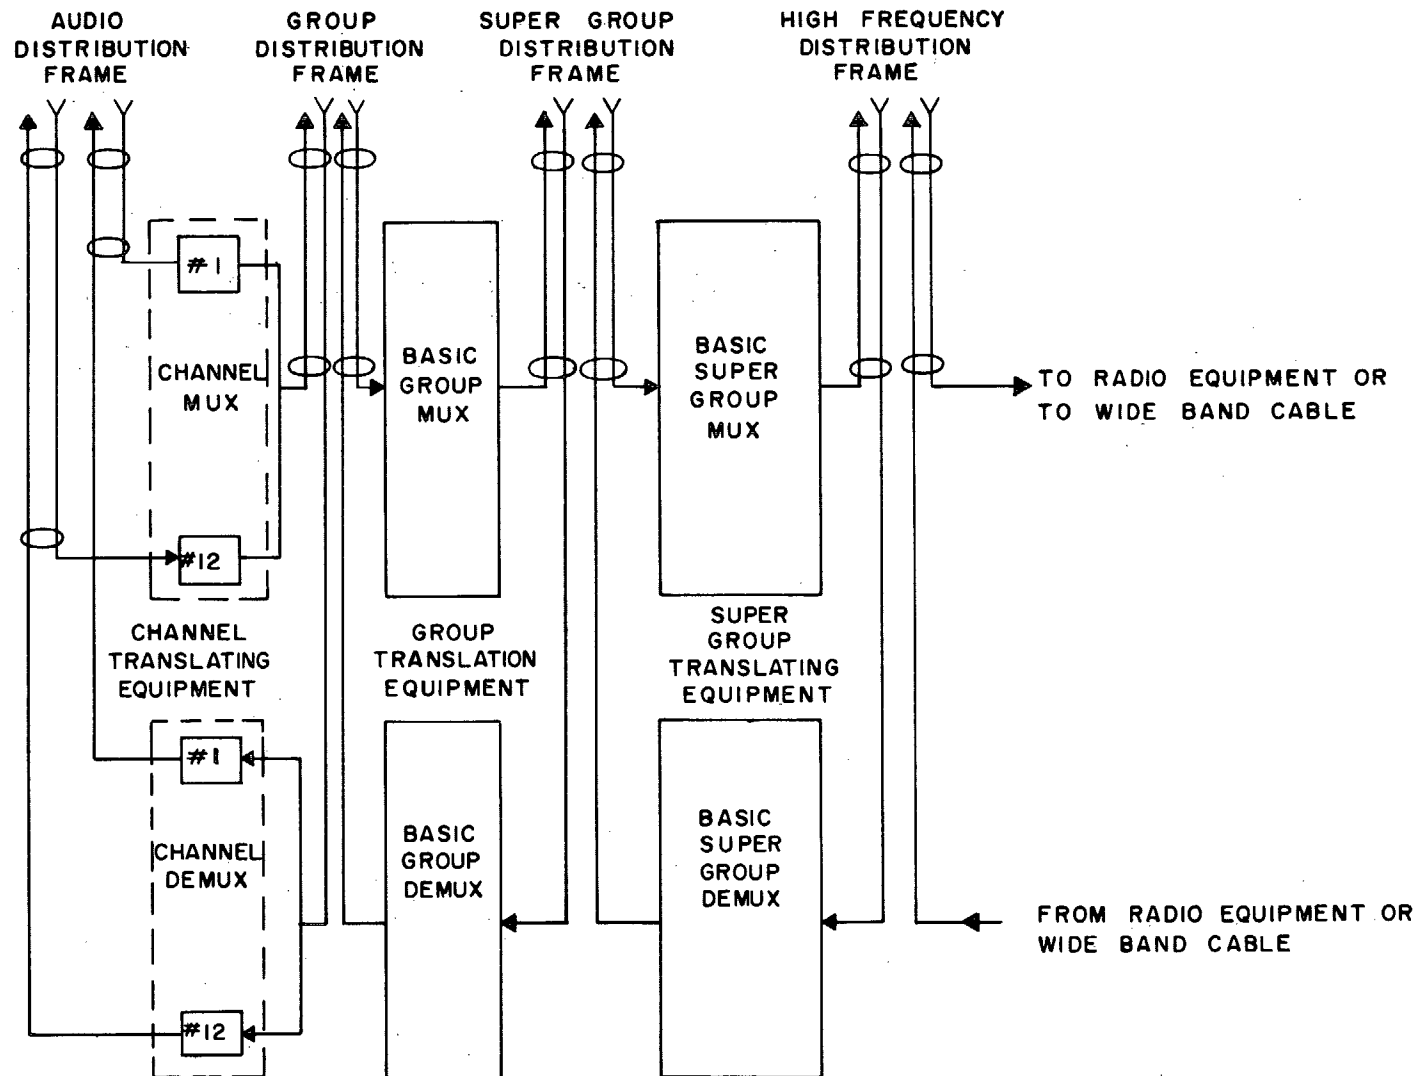 AUDIO
DISTRIBUTION
FRAME
GROUP
DISTRIBUTION
FRAME
SUPER GROUP
DISTRIBUTION
FRAME
HIGH FREQUENCY
DISTRIBUTION
FRAME
#1
CHANNEL
MUX
#12
BASIC
GROUP
MUX
BASIC
SUPER
GROUP
MUX
TO RADIO EQUIPMENT OR
TO WIDE BAND CABLE
CHANNEL
TRANSLATING
EQUIPMENT
GROUP
TRANSLATION
EQUIPMENT
SUPER
GROUP
TRANSLATING
EQUIPMENT
#1
CHANNEL
DEMUX
#12
BASIC
GROUP
DEMUX
BASIC
SUPER
GROUP
DEMUX
FROM RADIO EQUIPMENT OR
WIDE BAND CABLE